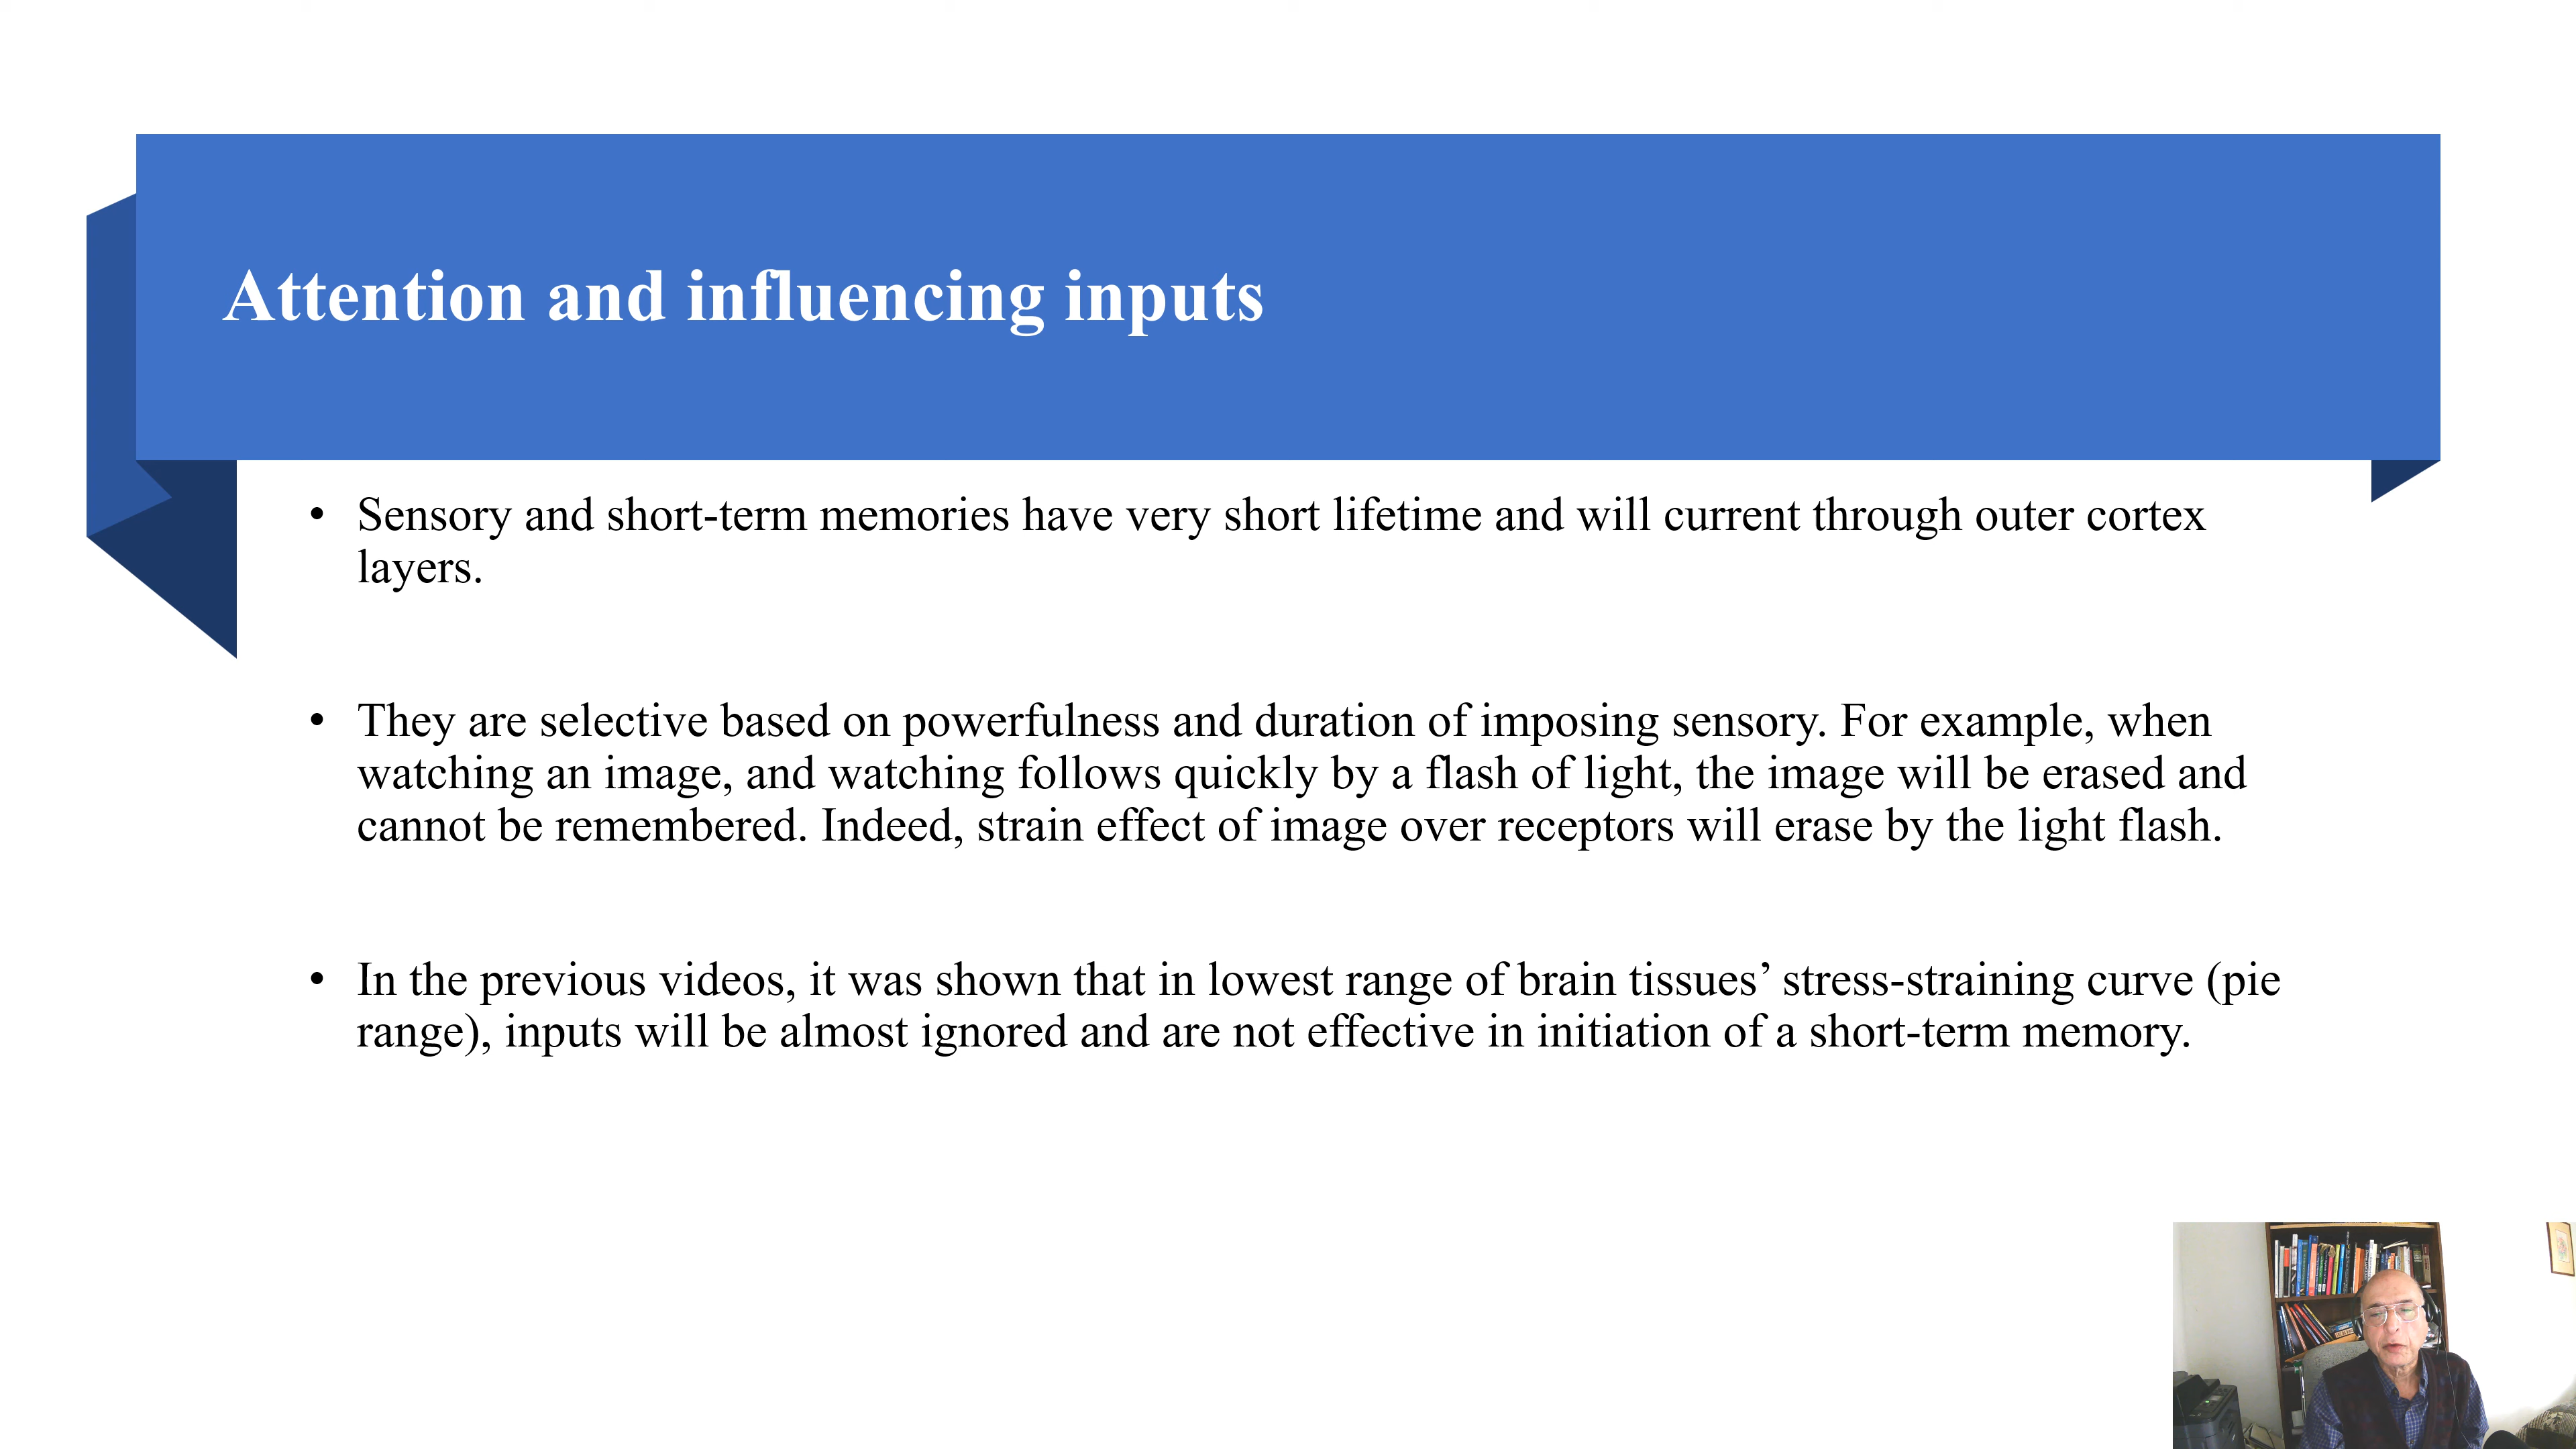 Attention and influencing inputs
• Sensory and short-term memories have very short lifetime and will current through outer cortex
layers.
• They are selective based on powerfulness and duration of imposing sensory. For example, when
watching an image, and watching follows quickly by a flash of light, the image will be erased and
cannot be remembered. Indeed, strain effect of image over receptors will erase by the light flash.
• In the previous videos, it was shown that in lowest range of brain tissues’ stress-straining curve (pie
range), inputs will be almost ignored and are not effective in initiation of a short-term memory.